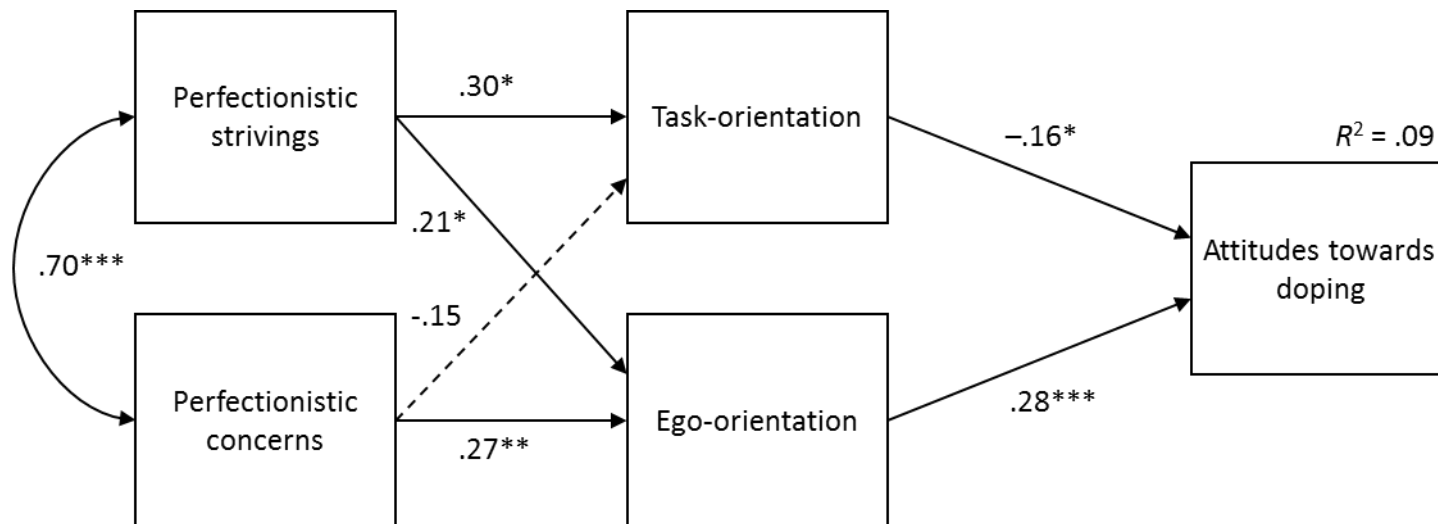 Perfectionistic
strivings
.30*
Task-orientation
–.16*
R² = .09
.21*
.70***
Attitudes towards
doping
-.15
Perfectionistic
concerns
.27**
Ego-orientation
.28***